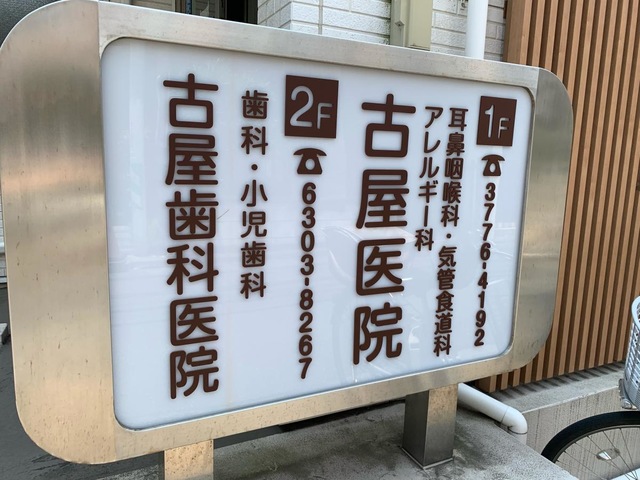 1F
☎3776-4192
耳鼻咽喉科・気管食道科
アレルギー科
古屋医院
2F
☎6303-8267
歯科・小児歯科
古屋歯科医院